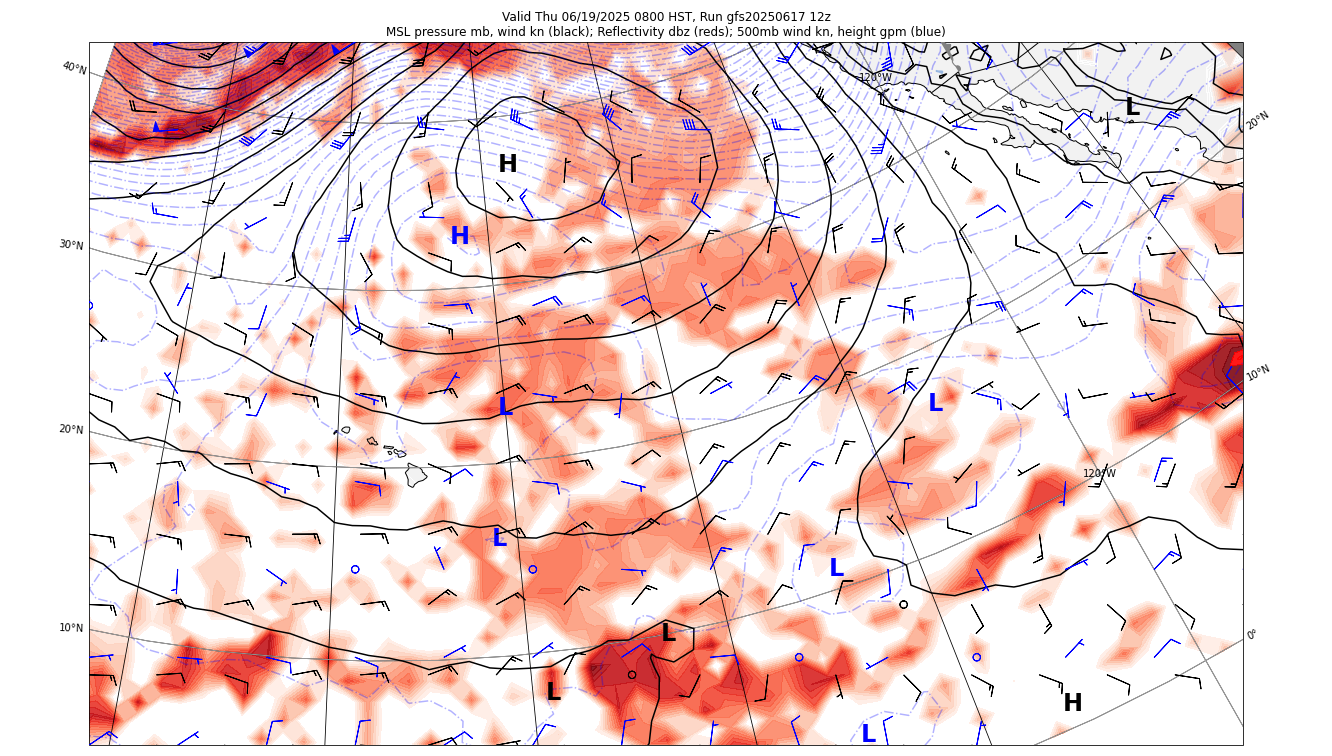 Valid Thu 06/19/2025 0800 HST, Run gfs20250617 12z
MSL pressure mb, wind kn (black); Reflectivity dbz (reds); 500mb wind kn, height gpm (blue)
40°N
120°W
L
20°N
H
H
30°N
10°N
L
L
20°N
120°W
L
L
10°N
L
0°
L
H
L